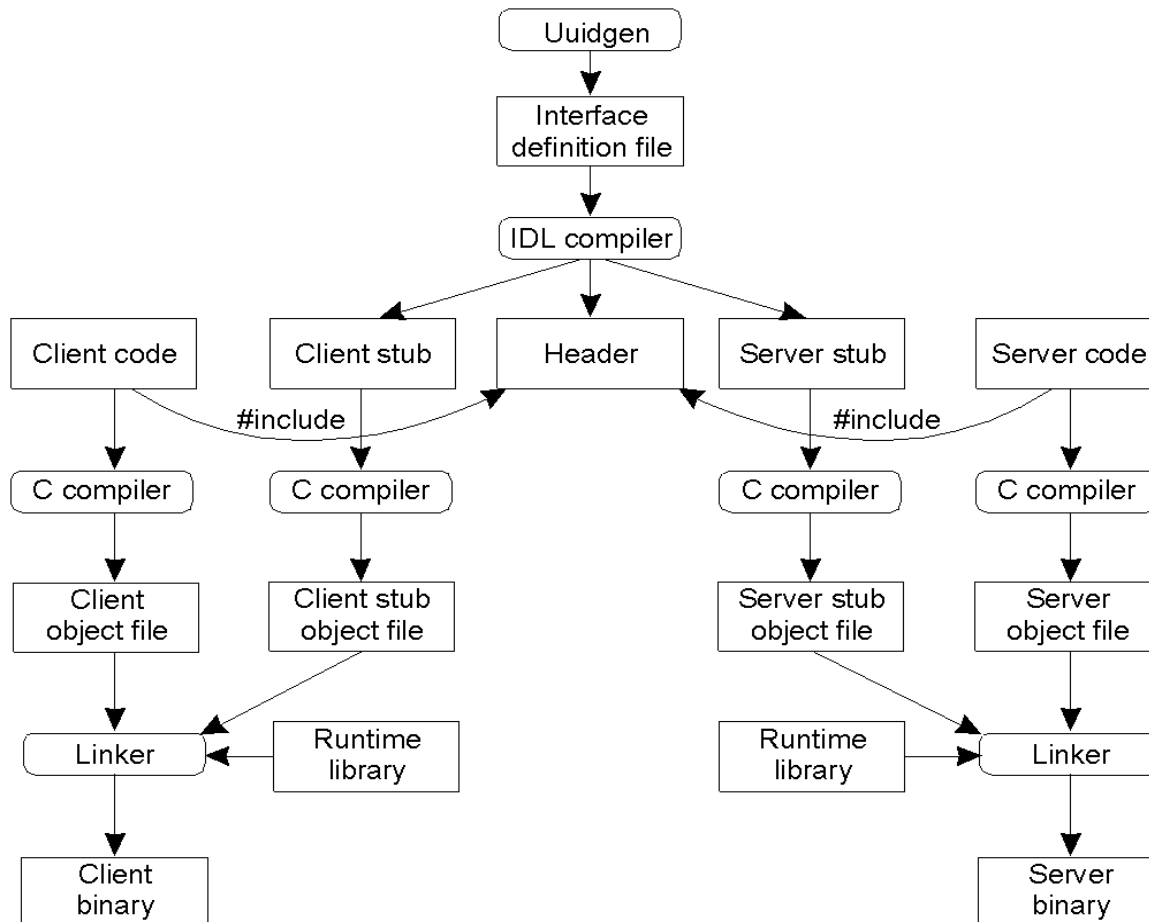 Uuidgen
Interface
definition file
IDL compiler
Client code
Client stub
Header
Server stub
Server code
#include
#include
C compiler
C compiler
C compiler
C compiler
Client
object file
Client stub
object file
Server stub
object file
Server
object file
Linker
Runtime
library
Runtime
library
Linker
Client
binary
Server
binary